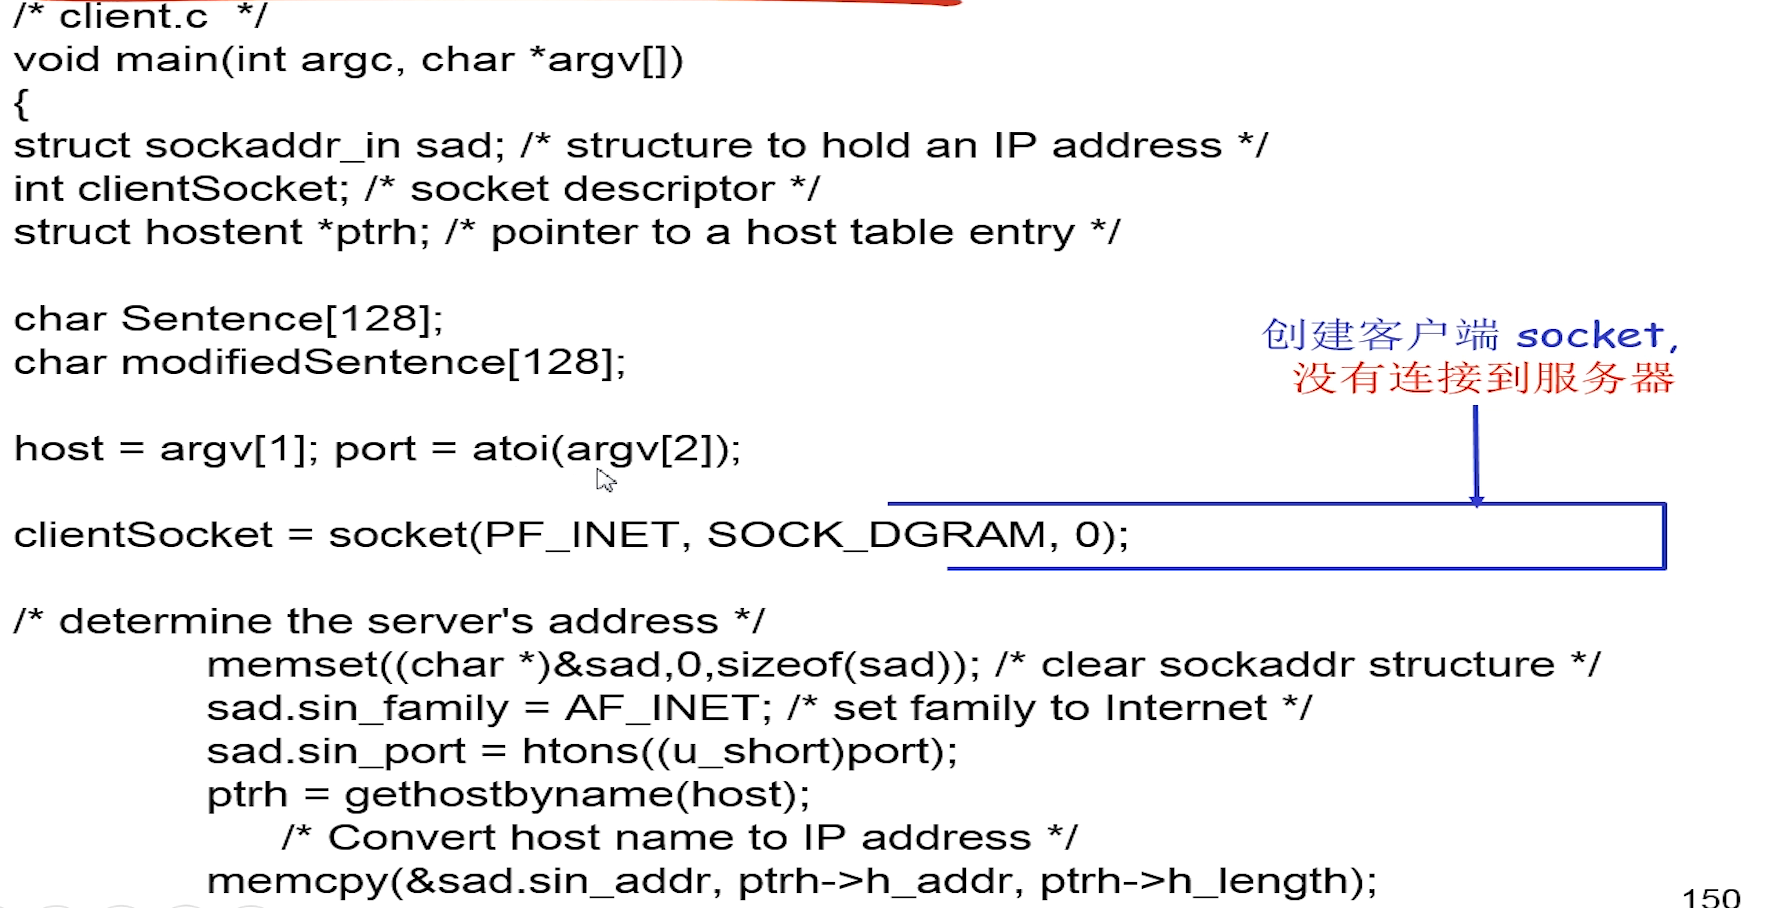 /* client.c  */
void main(int argc, char *argv[])
{
struct sockaddr_in sad; /* structure to hold an IP address */
int clientSocket; /* socket descriptor */
struct hostent *ptrh; /* pointer to a host table entry */
char Sentence[128];
char modifiedSentence[128];
创建客户端 socket,
没有连接到服务器
host = argv[1]; port = atoi(argv[2]);
clientSocket = socket(PF_INET, SOCK_DGRAM, 0);
/* determine the server's address */
memset((char *)&sad,0,sizeof(sad)); /* clear sockaddr structure */
sad.sin_family = AF_INET; /* set family to Internet */
sad.sin_port = htons((u_short)port);
ptrh = gethostbyname(host);
/* Convert host name to IP address */
memcpy(&sad.sin_addr, ptrh->h_addr, ptrh->h_length);
150